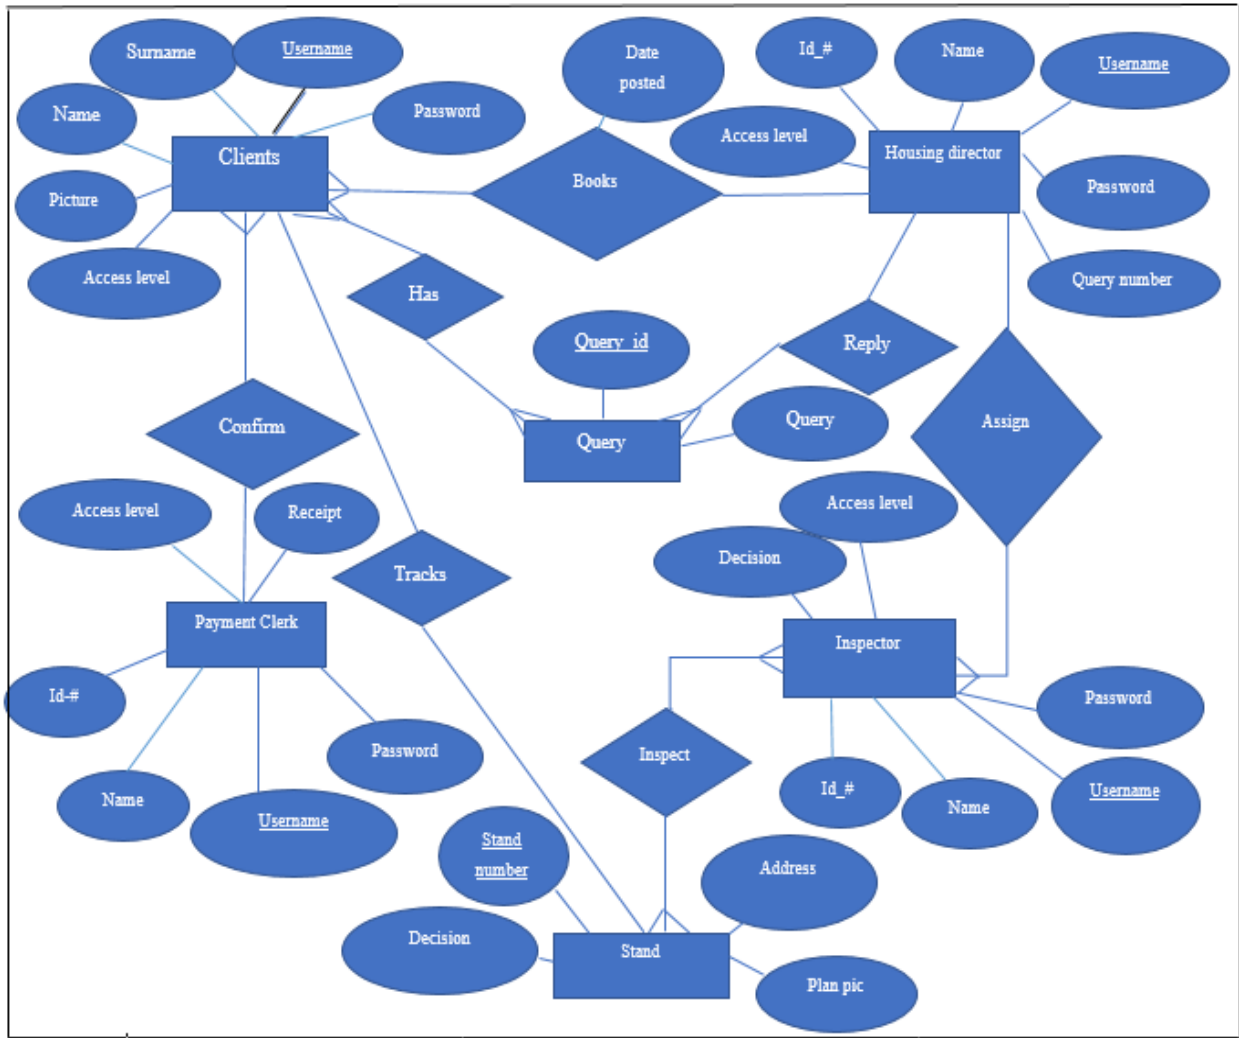 Surname
Username
Date
posted
Id_#
Name
Username
Name
Password
Access level
Clients
Housing director
Picture
Books
Password
Access level
Query number
Has
Query_id
Reply
Confirm
Query
Assign
Query
Access level
Receipt
Access level
Decision
Tracks
Payment Clerk
Inspector
Id-#
Password
Password
Inspect
Name
Username
Id_#
Name
Username
Stand
number
Address
Decision
Stand
Plan pic